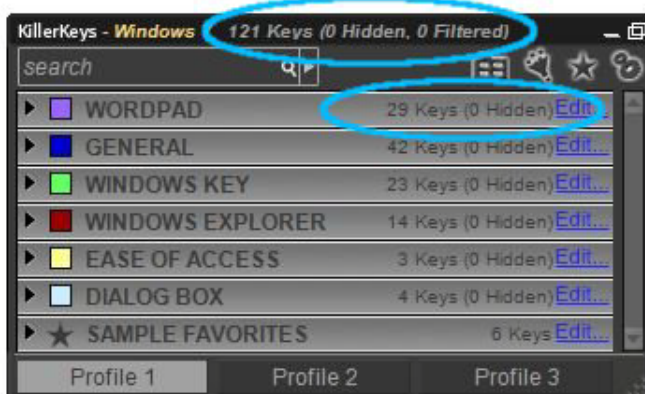 KillerKeys - Windows 121 Keys (0 Hidden, 0 Filtered)
search
WORDPAD 29 Keys (0 Hidden) Edit...
GENERAL 42 Keys (0 Hidden) Edit...
WINDOWS KEY 23 Keys (0 Hidden) Edit...
WINDOWS EXPLORER 14 Keys (0 Hidden) Edit...
EASE OF ACCESS 3 Keys (0 Hidden) Edit...
DIALOG BOX 4 Keys (0 Hidden) Edit...
SAMPLE FAVORITES 6 Keys Edit...
Profile 1 Profile 2 Profile 3